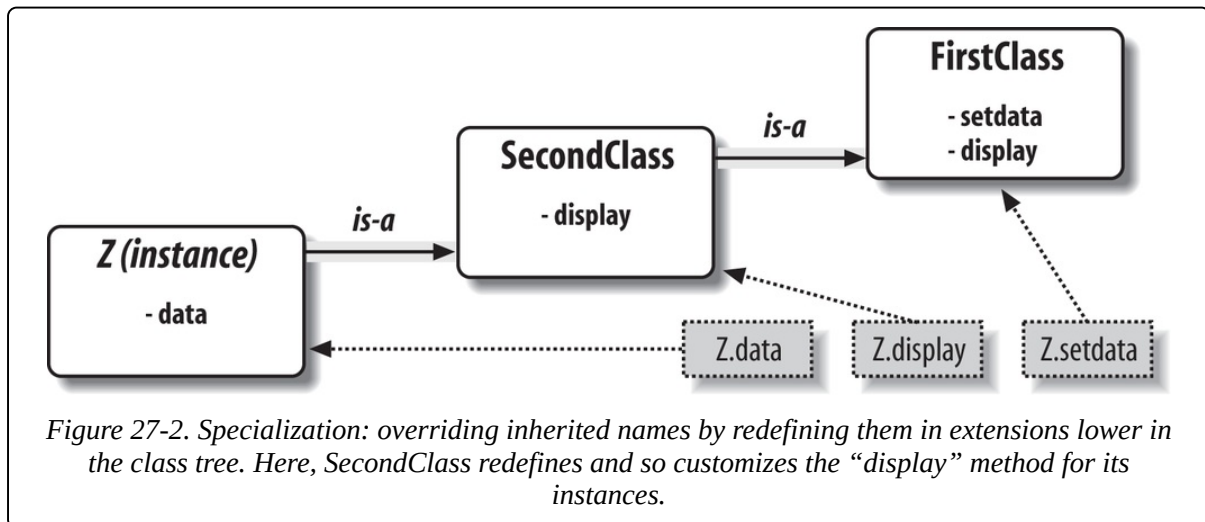 FirstClass
- setdata
- display
is-a
SecondClass
- display
is-a
Z (instance)
- data
Z.data
Z.display
Z.setdata
Figure 27-2. Specialization: overriding inherited names by redefining them in extensions lower in
the class tree. Here, SecondClass redefines and so customizes the “display” method for its
instances.